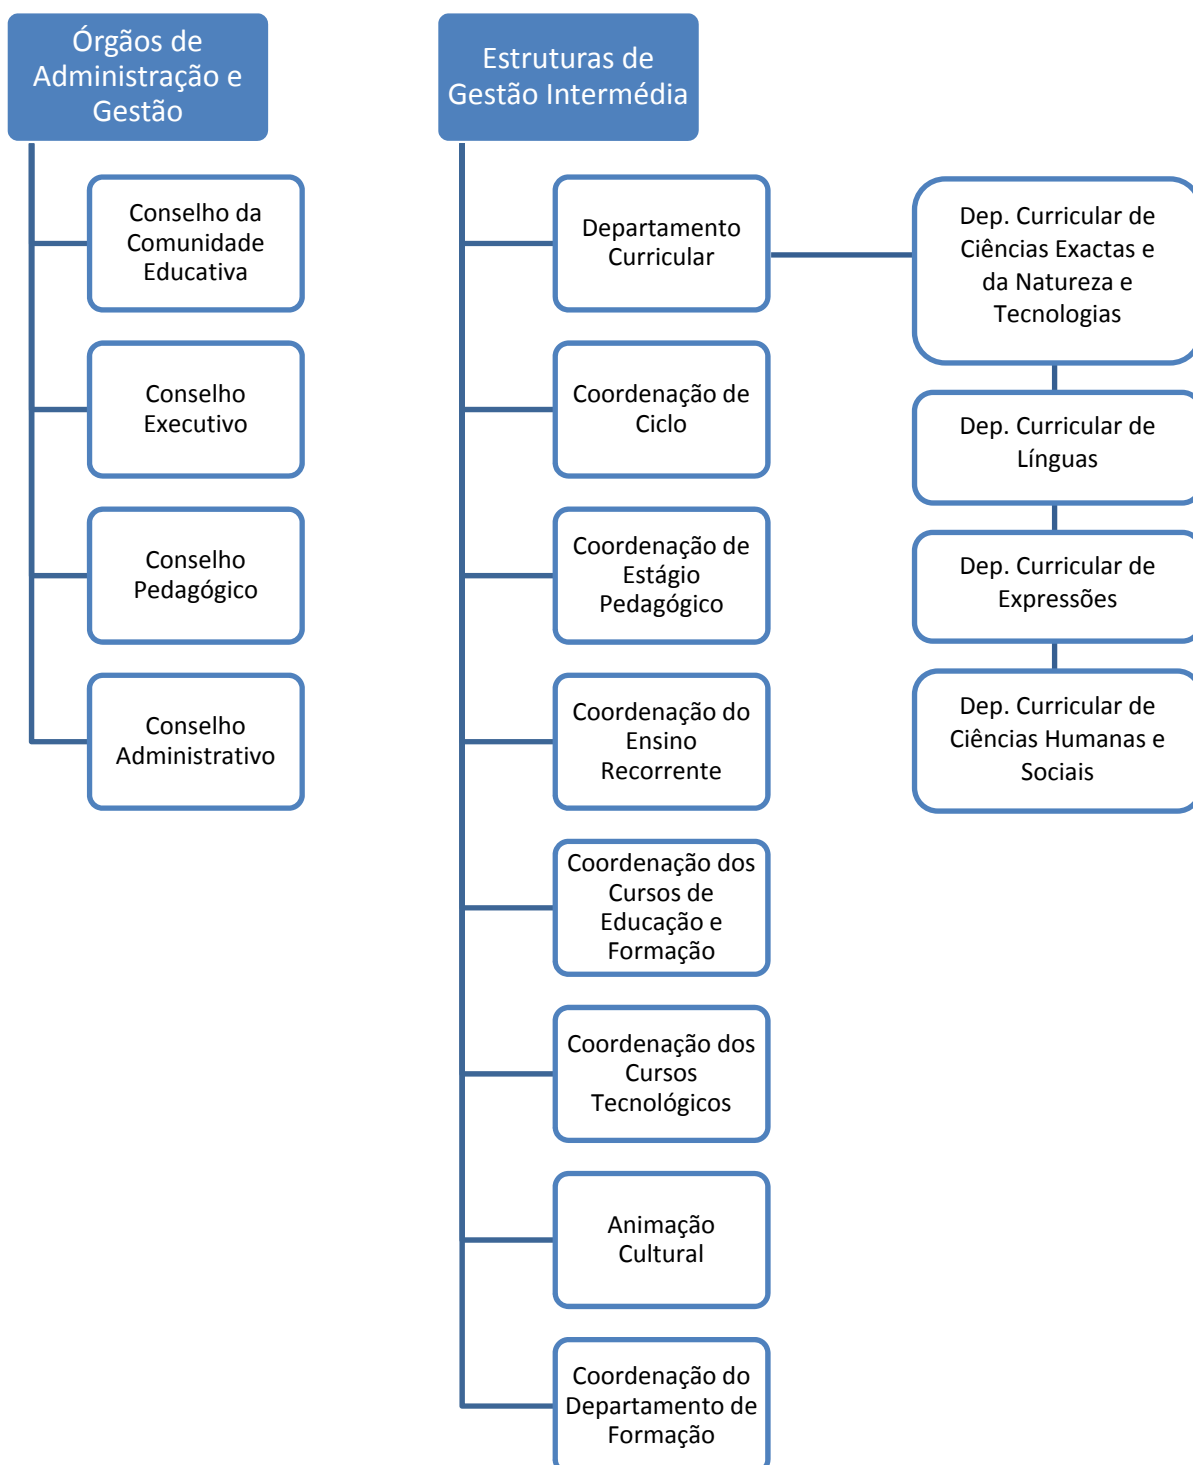 Órgãos de
Administração e
Gestão
Conselho da
Comunidade
Educativa
Conselho
Executivo
Conselho
Pedagógico
Conselho
Administrativo
Estruturas de
Gestão Intermédia
Departamento
Curricular
Coordenação de
Ciclo
Coordenação de
Estágio
Pedagógico
Coordenação do
Ensino
Recorrente
Coordenação dos
Cursos de
Educação e
Formação
Coordenação dos
Cursos
Tecnológicos
Animação
Cultural
Coordenação do
Departamento de
Formação
Dep. Curricular de
Ciências Exactas e
da Natureza e
Tecnologias
Dep. Curricular de
Línguas
Dep. Curricular de
Expressões
Dep. Curricular de
Ciências Humanas e
Sociais